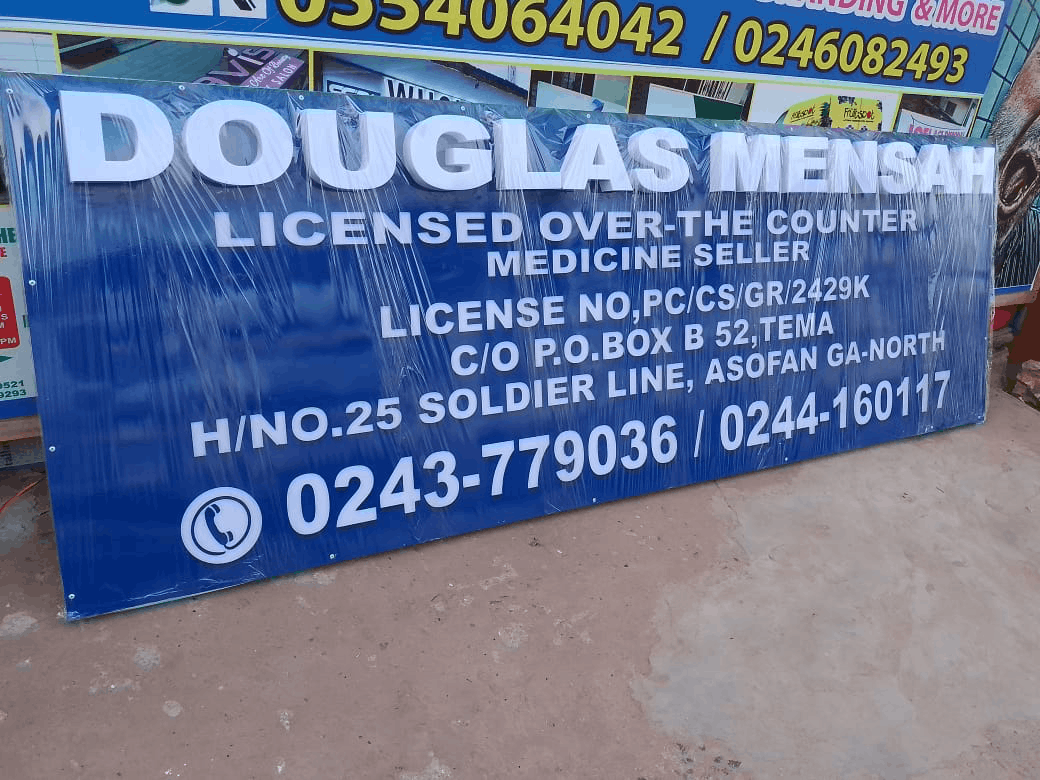 & MORE
0554064042 / 0246082493
DOUGLAS MENSAH
LICENSED OVER-THE COUNTER
MEDICINE SELLER
LICENSE NO,PC/CS/GR/2429K
C/O P.O.BOX B 52,TEMA
H/NO.25 SOLDIER LINE, ASOFAN GA-NORTH
0243-779036 / 0244-160117